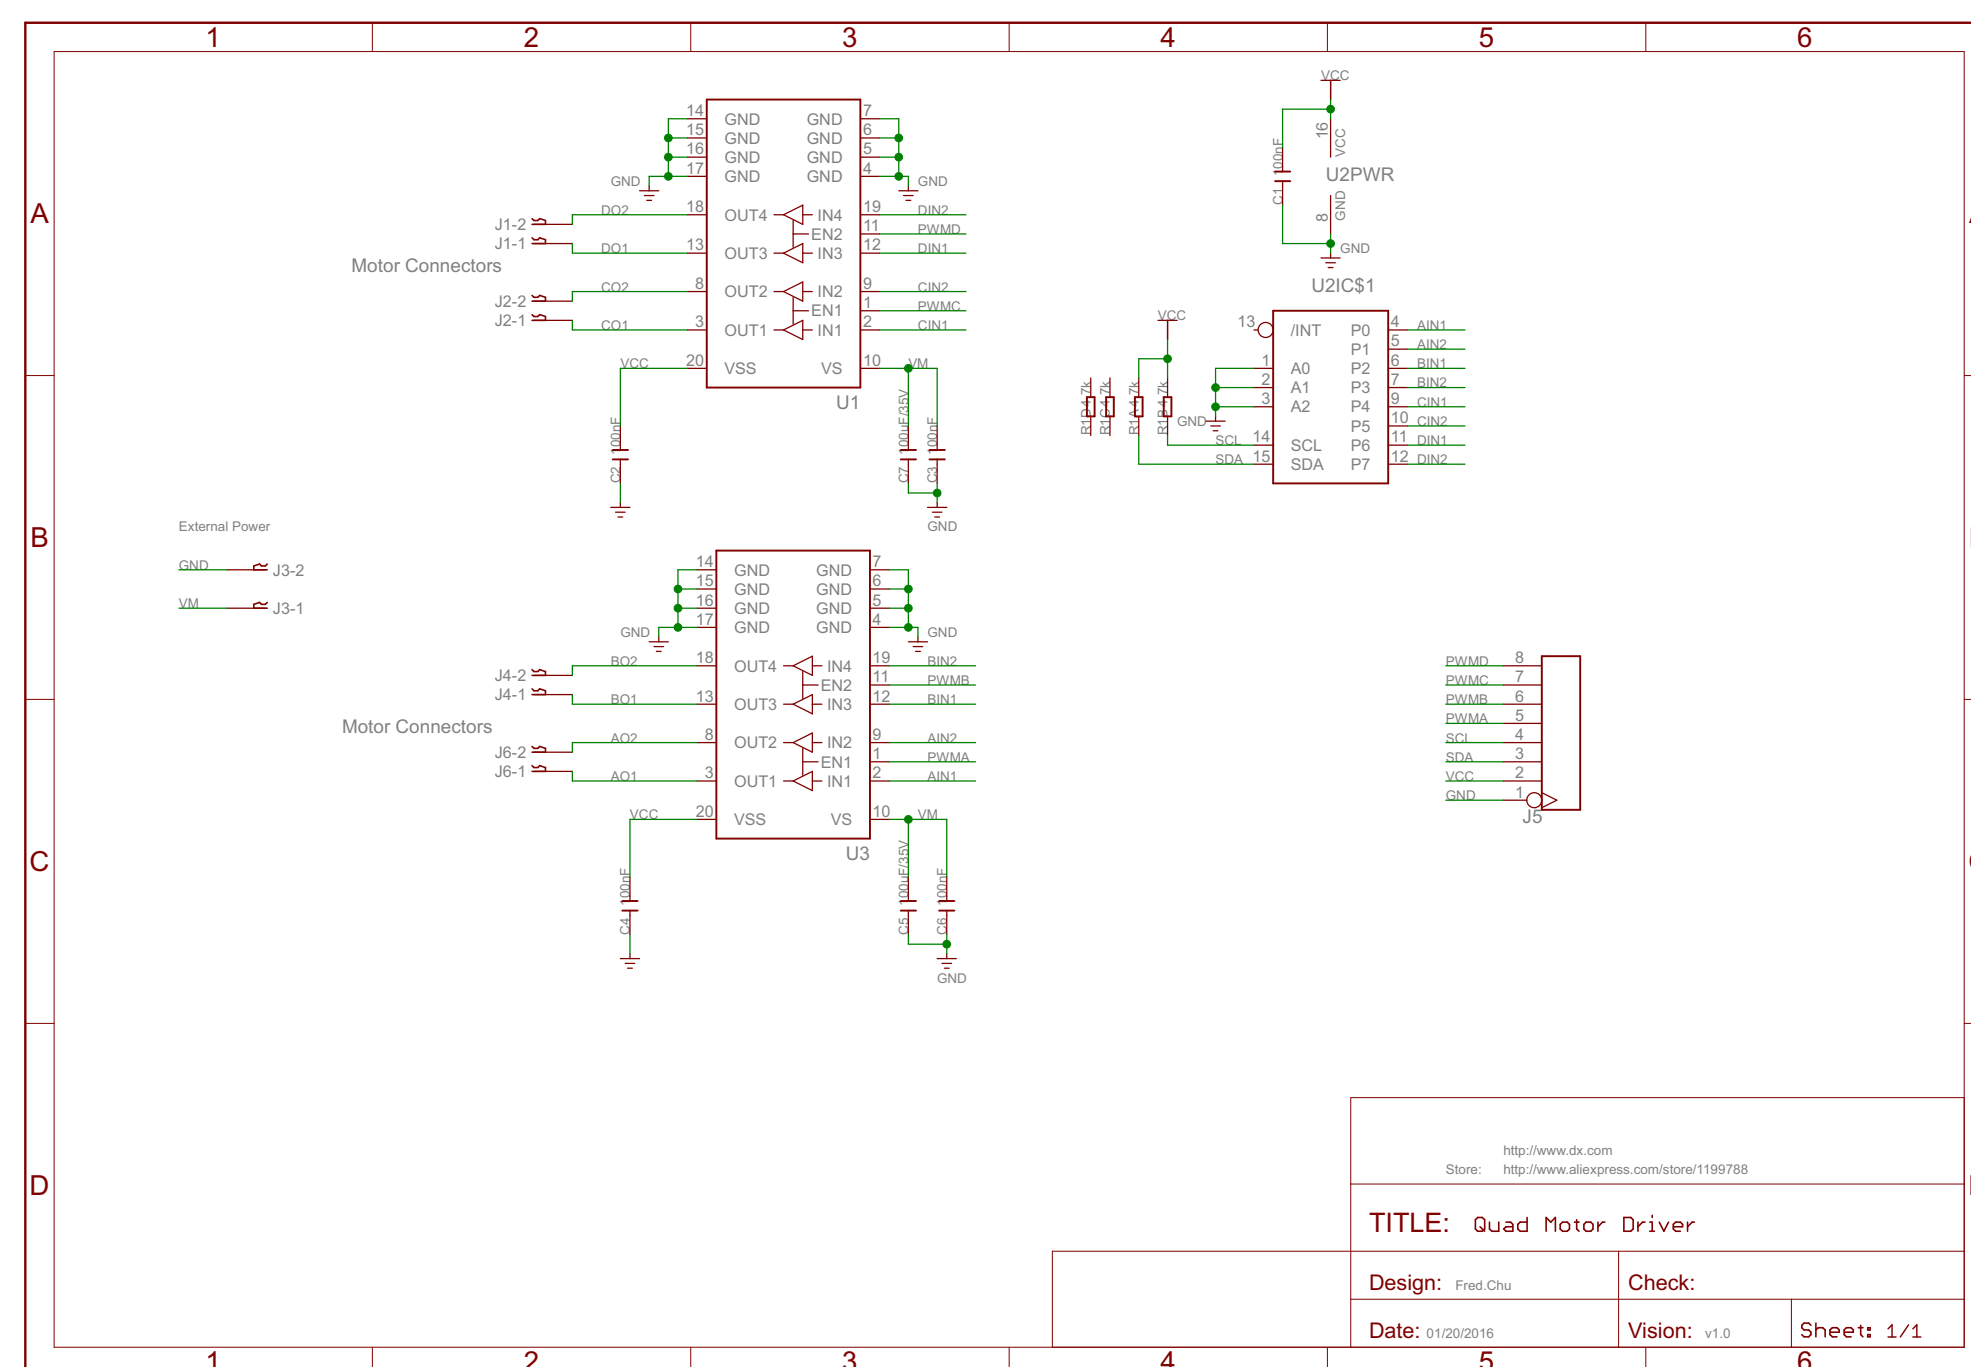 1 2 3 4 5 6
A
B
C
D
14 GND GND 7
15 GND GND 6
16 GND GND 5
17 GND GND 4
GND GND
J1-2 DO2 18 OUT4 IN4 19 DIN2
EN2 11 PWMD
J1-1 DO1 13 OUT3 IN3 12 DIN1
Motor Connectors
J2-2 CO2 8 OUT2 IN2 9 CIN2
EN1 1 PWMC
J2-1 CO1 3 OUT1 IN1 2 CIN1
VCC 20 VSS VS 10 VM
U1
C2 100nF
C7 100uF/35V
C3 100nF
GND
VCC
16 VCC
C1 100nF
U2PWR
8 GND
GND
U2IC$1
VCC
13 /INT P0 4 AIN1
P1 5 AIN2
1 A0 P2 6 BIN1
2 A1 P3 7 BIN2
3 A2 P4 9 CIN1
GND P5 10 CIN2
SCL 14 SCL P6 11 DIN1
SDA 15 SDA P7 12 DIN2
R1D 4.7k
R1C 4.7k
R1A 4.7k
R1B 4.7k
External Power
GND J3-2
VM J3-1
14 GND GND 7
15 GND GND 6
16 GND GND 5
17 GND GND 4
GND GND
J4-2 BO2 18 OUT4 IN4 19 BIN2
EN2 11 PWMB
J4-1 BO1 13 OUT3 IN3 12 BIN1
Motor Connectors
J6-2 AO2 8 OUT2 IN2 9 AIN2
EN1 1 PWMA
J6-1 AO1 3 OUT1 IN1 2 AIN1
VCC 20 VSS VS 10 VM
U3
C4 100nF
C5 100uF/35V
C6 100nF
GND
PWMD 8
PWMC 7
PWMB 6
PWMA 5
SCL 4
SDA 3
VCC 2
GND 1
J5
http://www.dx.com
Store: http://www.aliexpress.com/store/1199788
TITLE: Quad Motor Driver
Design: Fred.Chu Check:
Date: 01/20/2016 Vision: v1.0 Sheet: 1/1
1 2 3 4 5 6